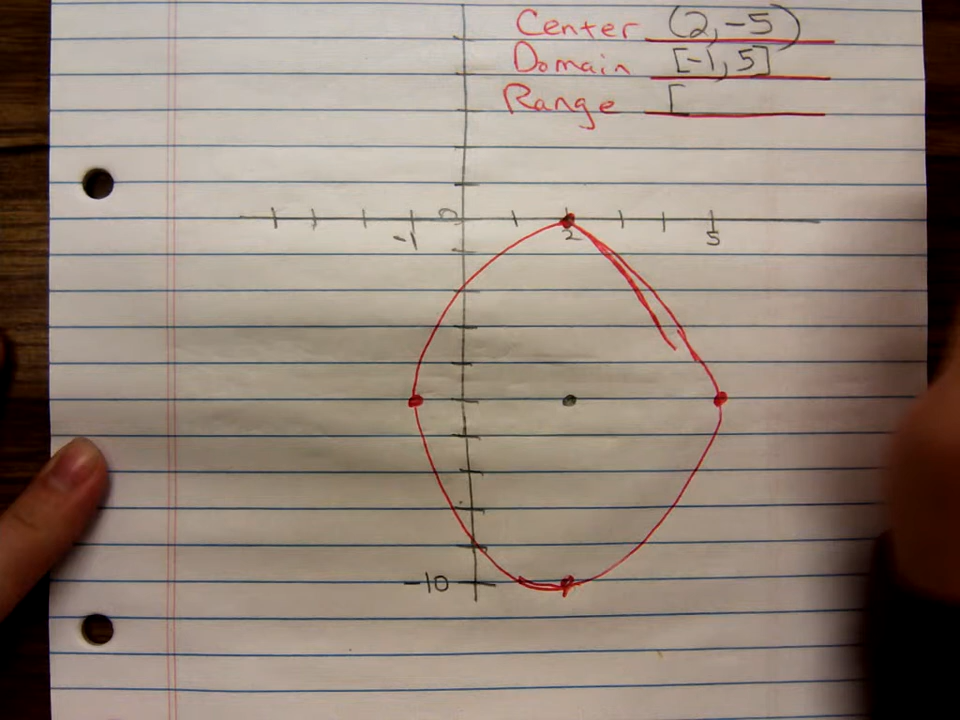 Center (2,-5)
Domain [-1,5]
Range [
0
-1 2 5
-10